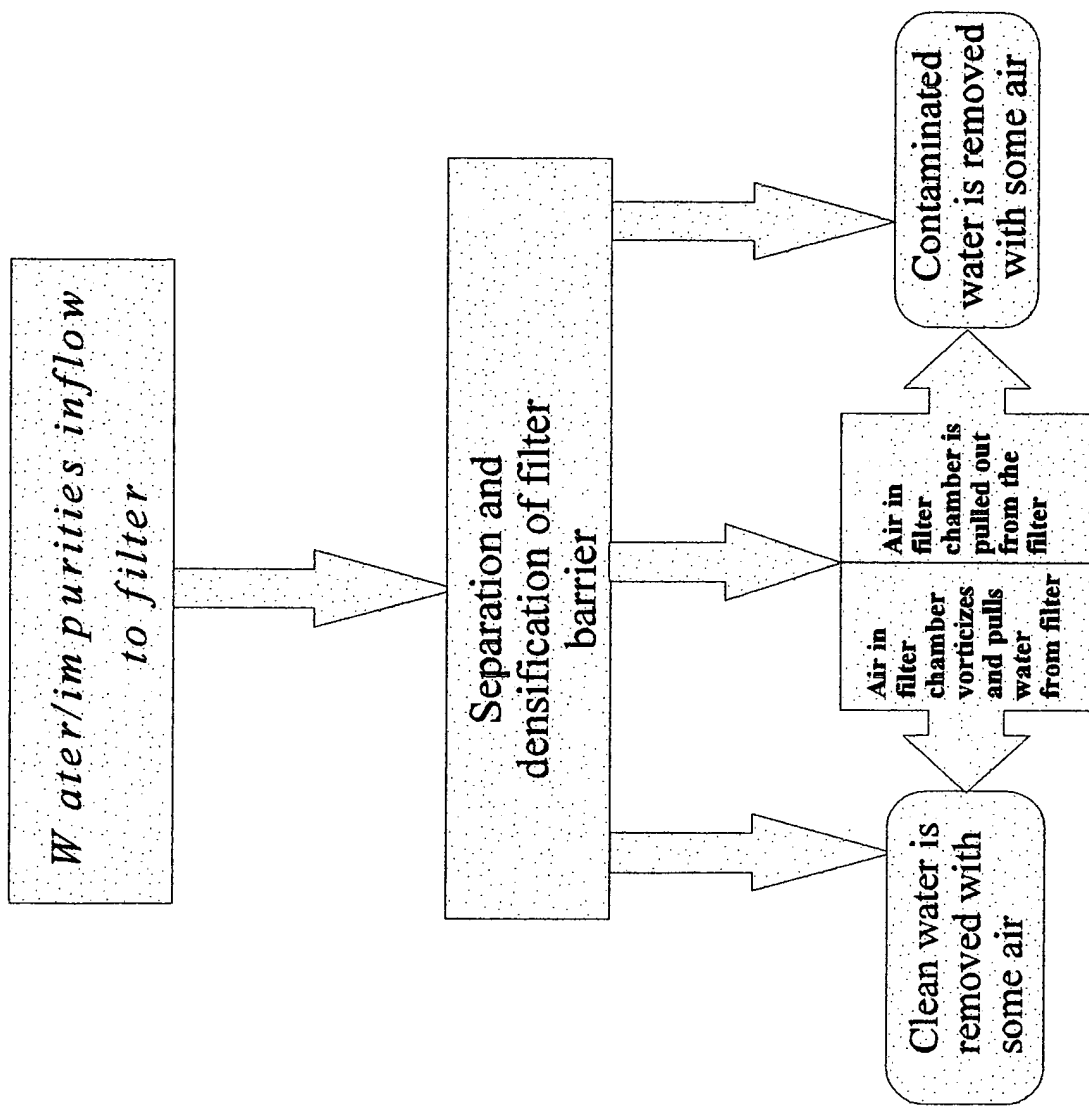 Water/impurities inflow
to filter
Separation and
densification of filter
barrier
Clean water is
removed with
some air
Air in
filter
chamber
vorticizes
and pulls
water
from filter
Air in
filter
chamber is
pulled out
from the
filter
Contaminated
water is removed
with some air